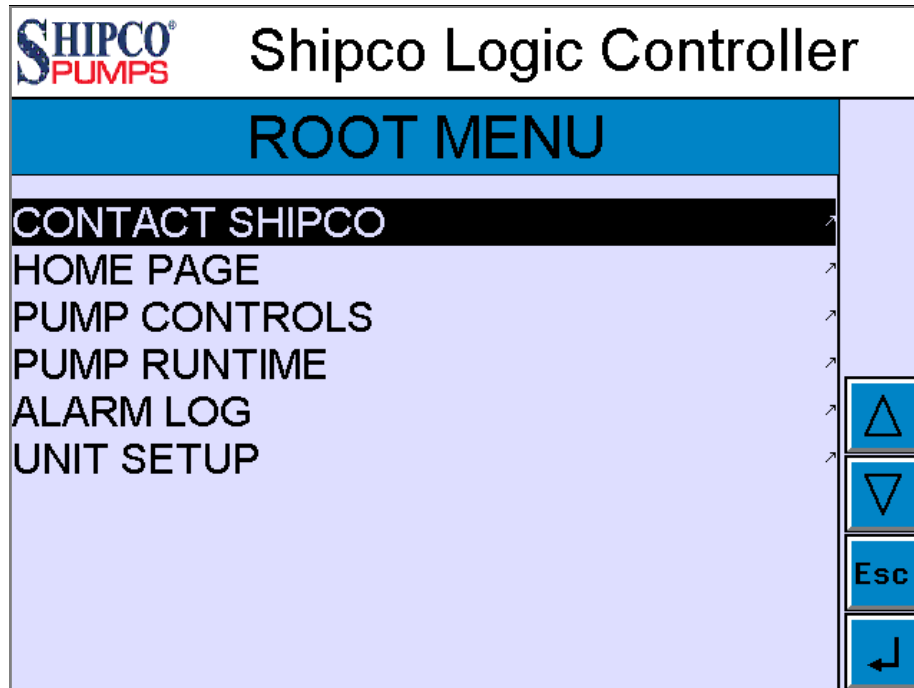 SHIPCO®
PUMPS
Shipco Logic Controller
ROOT MENU
CONTACT SHIPCO
HOME PAGE
PUMP CONTROLS
PUMP RUNTIME
ALARM LOG
UNIT SETUP
Esc